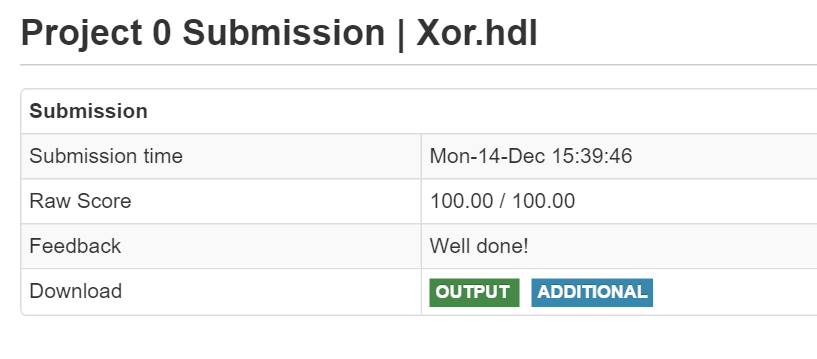 Project 0 Submission | Xor.hdl
Submission
Submission time Mon-14-Dec 15:39:46
Raw Score 100.00 / 100.00
Feedback Well done!
Download OUTPUT ADDITIONAL